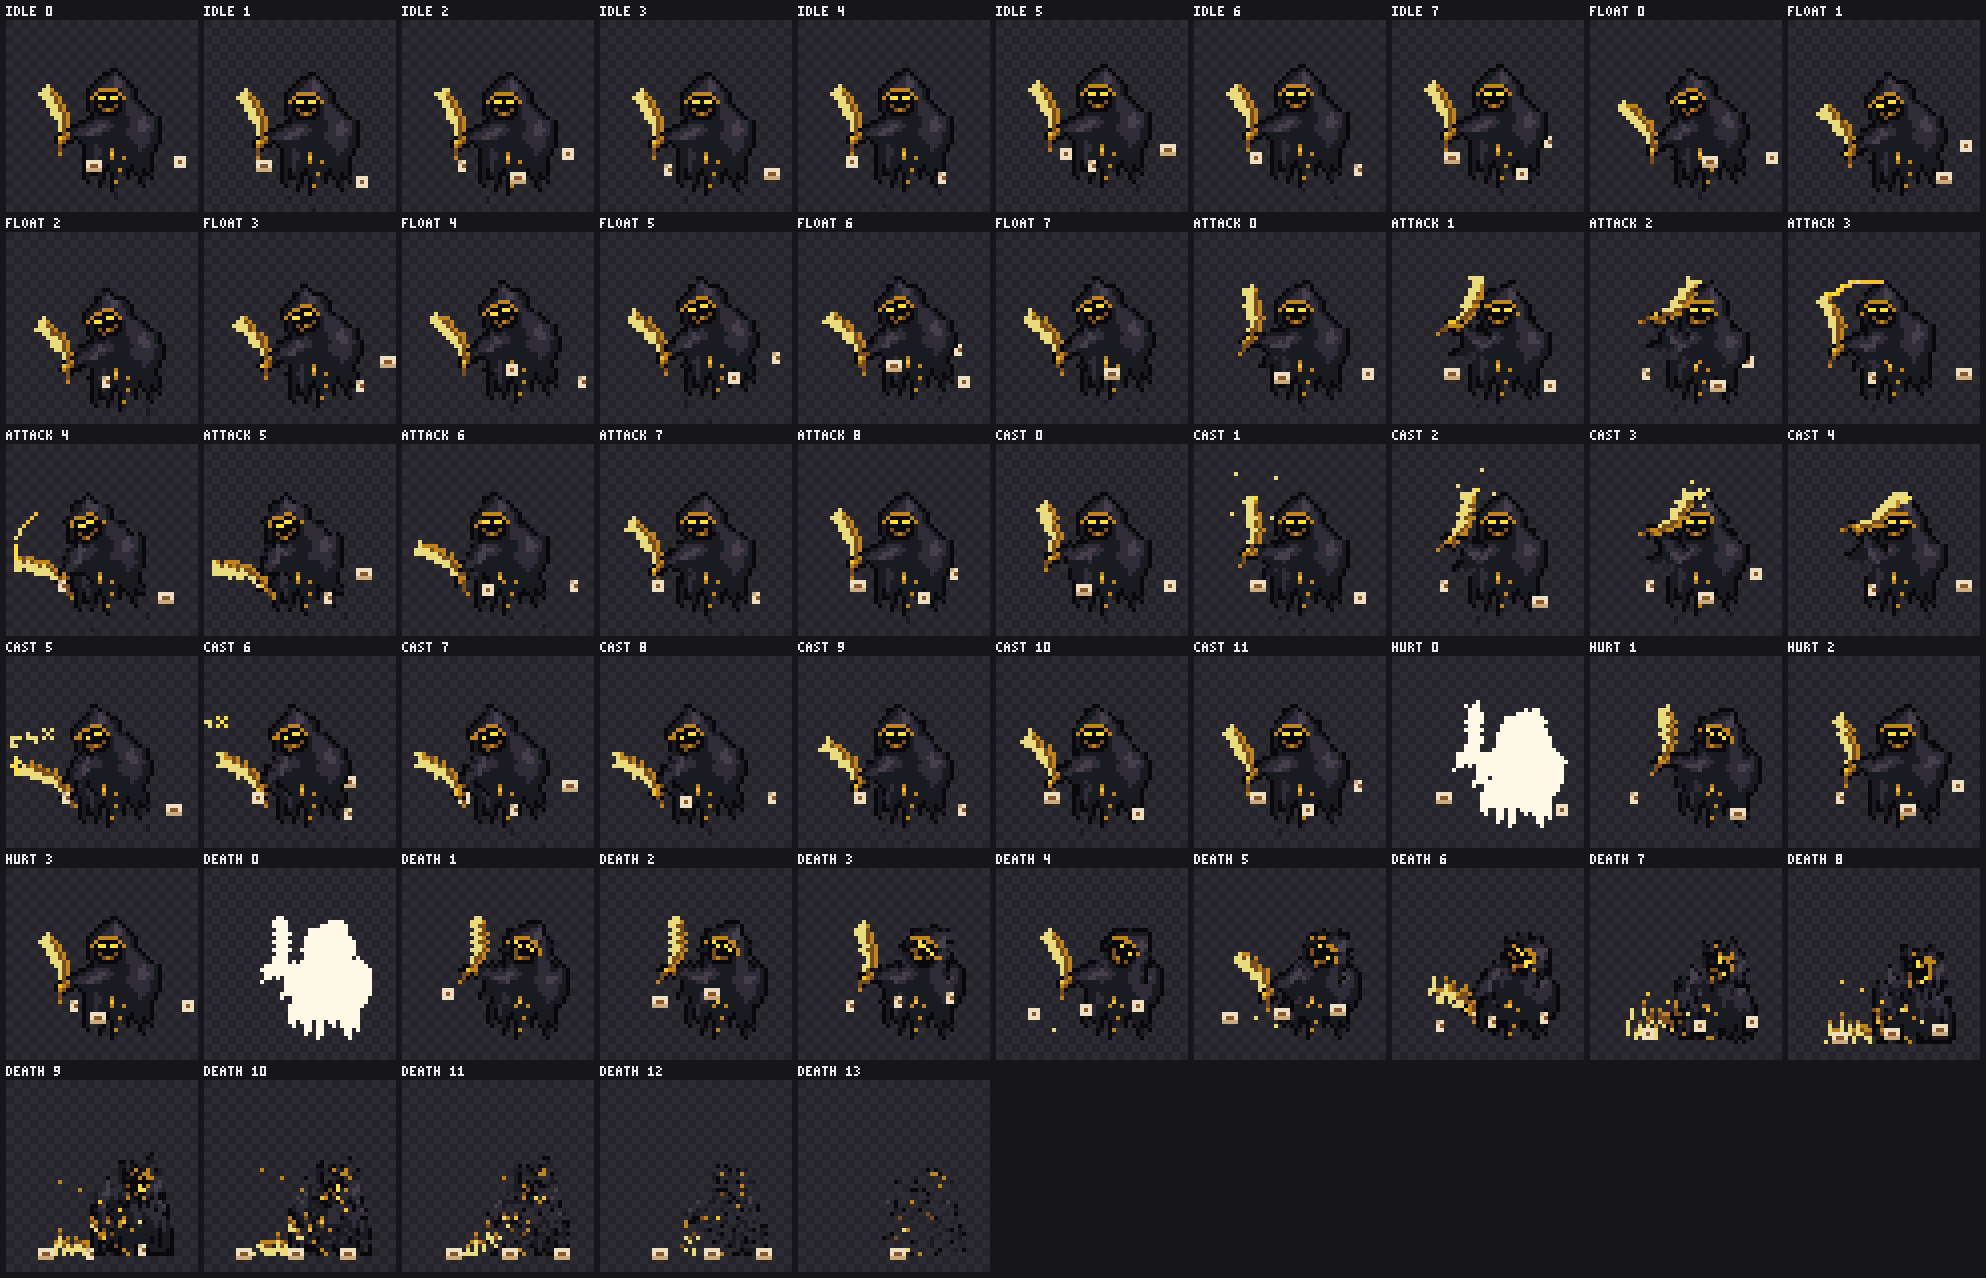 IDLE 0 IDLE 1 IDLE 2 IDLE 3 IDLE 4 IDLE 5 IDLE 6 IDLE 7 FLOAT 0 FLOAT 1
FLOAT 2 FLOAT 3 FLOAT 4 FLOAT 5 FLOAT 6 FLOAT 7 ATTACK 0 ATTACK 1 ATTACK 2 ATTACK 3
ATTACK 4 ATTACK 5 ATTACK 6 ATTACK 7 ATTACK 8 CAST 0 CAST 1 CAST 2 CAST 3 CAST 4
CAST 5 CAST 6 CAST 7 CAST 8 CAST 9 CAST 10 CAST 11 HURT 0 HURT 1 HURT 2
HURT 3 DEATH 0 DEATH 1 DEATH 2 DEATH 3 DEATH 4 DEATH 5 DEATH 6 DEATH 7 DEATH 8
DEATH 9 DEATH 10 DEATH 11 DEATH 12 DEATH 13